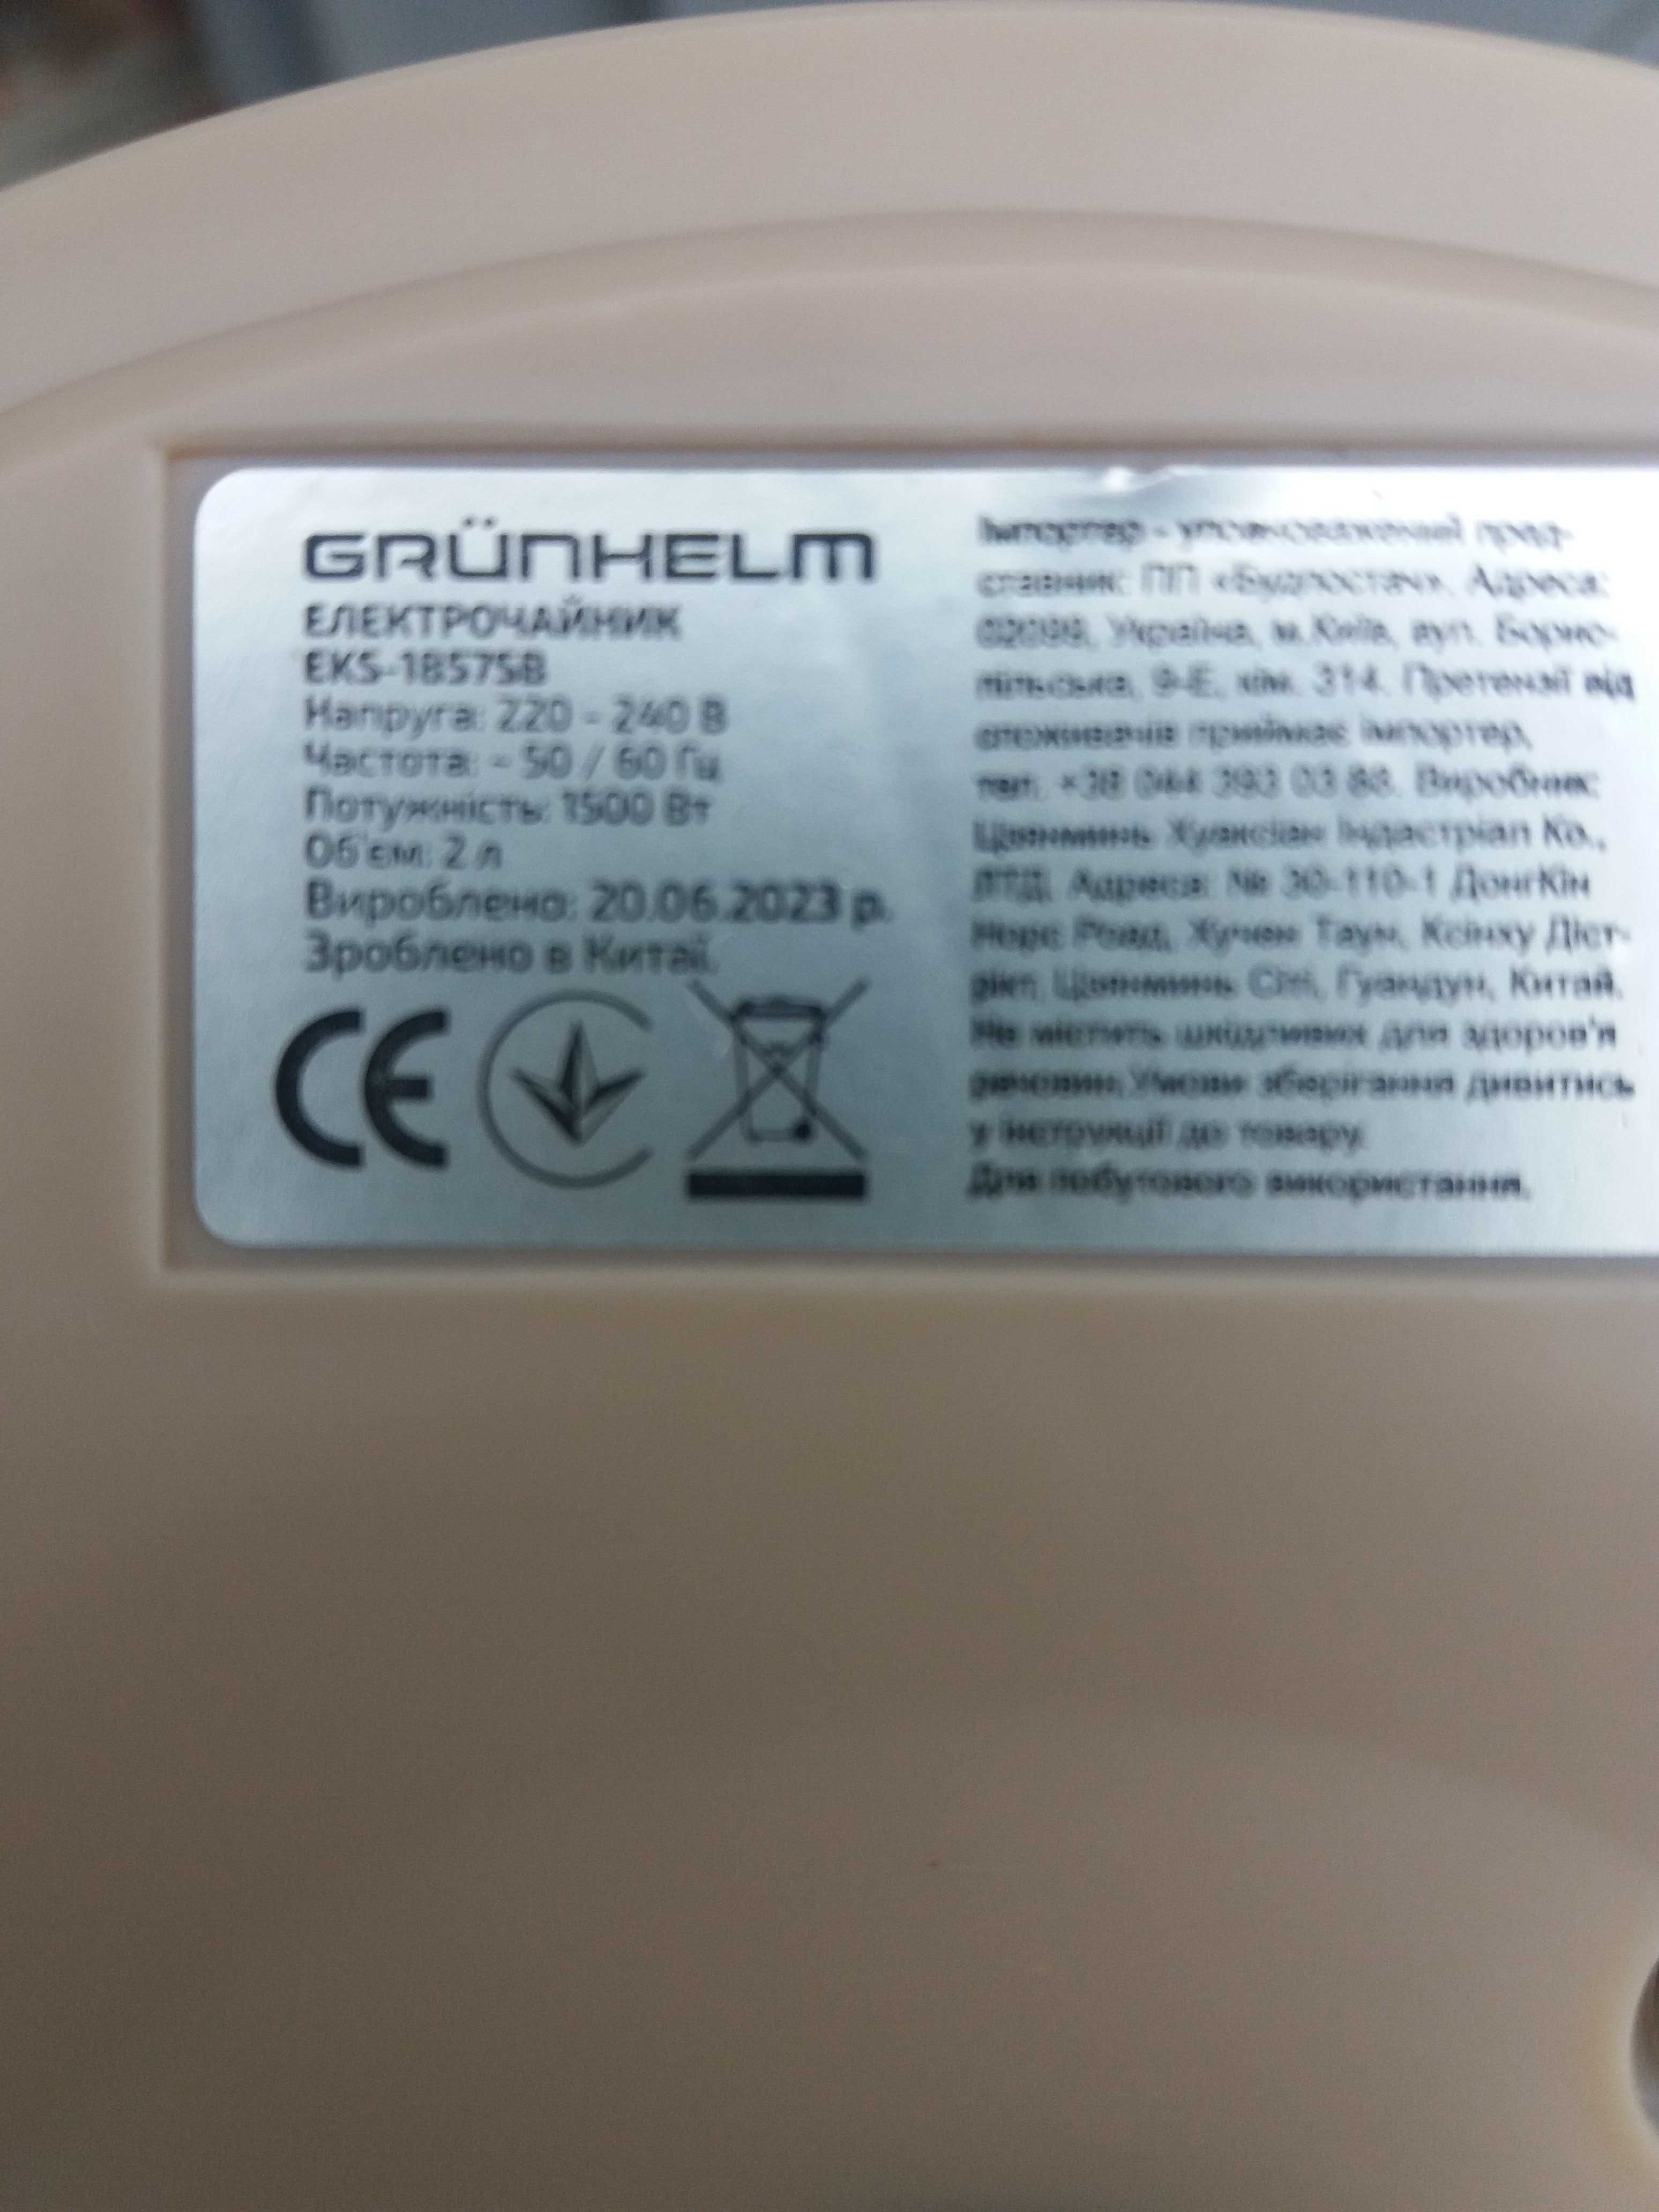 GRÜNHELM
ЕЛЕКТРОЧАЙНИК
EKS-1857SB
Напруга: 220 - 240 В
Частота: ~ 50 / 60 Гц
Потужність: 1500 Вт
Об'єм: 2 л
Вироблено: 20.06.2023 р.
Зроблено в Китаї.
CE
Імпортер - уповноважений пред-
ставник: ПП «Будпостач». Адреса:
02099, Україна, м.Київ, вул. Борис-
пільська, 9-Е, кім. 314. Претензії від
споживачів приймає імпортер,
тел. +38 044 393 03 88. Виробник:
Цзянминь Хуаксіан Індастріал Ко.,
ЛТД. Адреса: № 30-110-1 ДонгКін
Норс Роад, Хучен Таун, Ксінху Діст-
рікт, Цзянминь Сіті, Гуандун, Китай.
Не містить шкідливих для здоров'я
речовин. Умови зберігання дивитись
у інструкції до товару.
Для побутового використання.